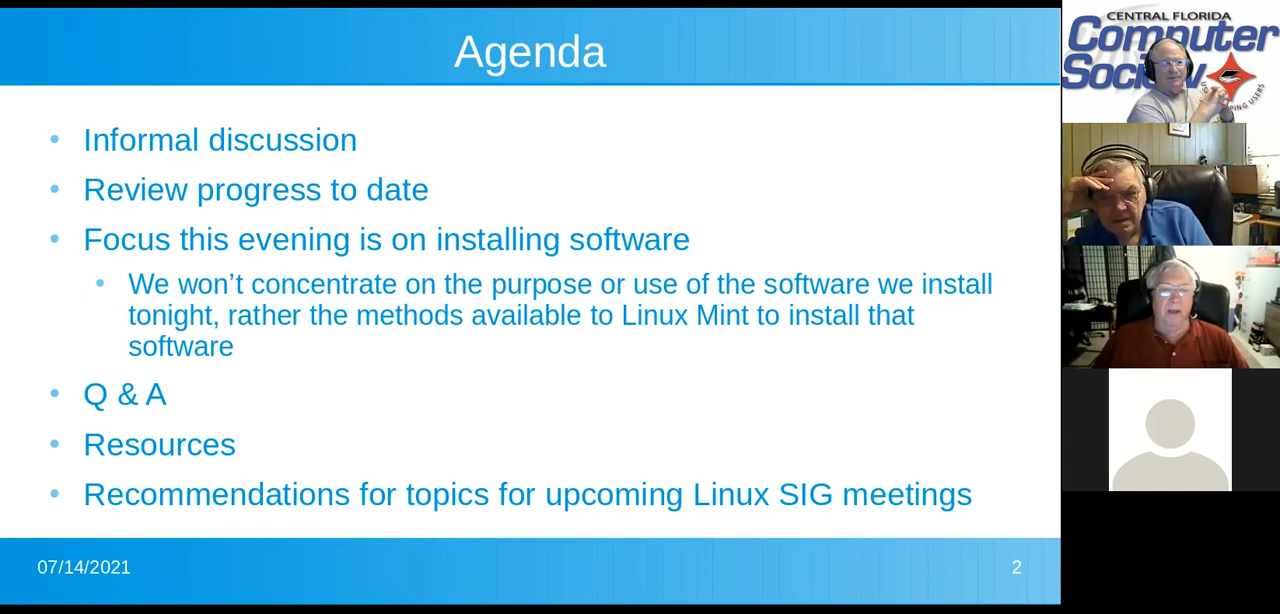 Agenda
Informal discussion
Review progress to date
Focus this evening is on installing software
We won’t concentrate on the purpose or use of the software we install
tonight, rather the methods available to Linux Mint to install that
software
Q & A
Resources
Recommendations for topics for upcoming Linux SIG meetings
07/14/2021
2
CENTRAL FLORIDA
Computer
USERS